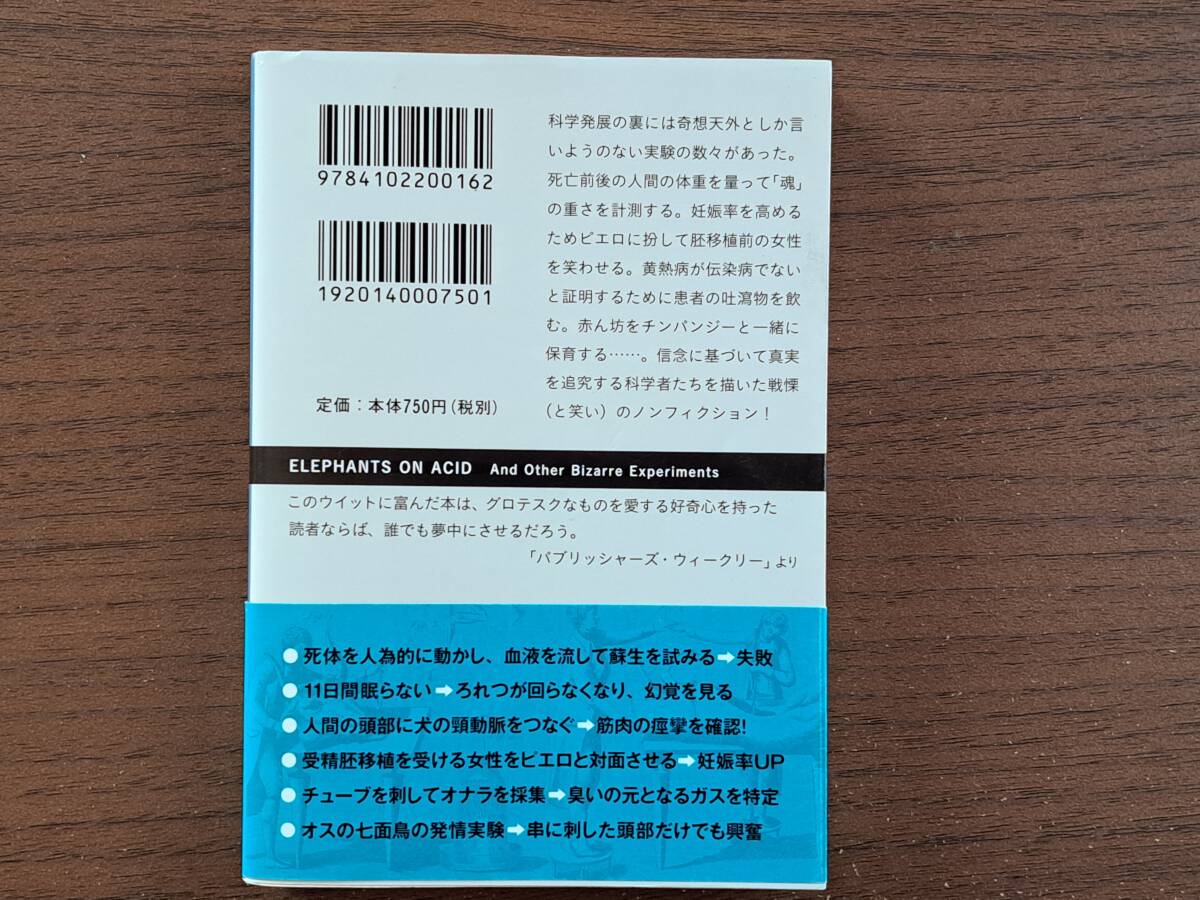 9784102200162
1920140007501
定価：本体750円（税別）
科学発展の裏には奇想天外としか言
いようのない実験の数々があった。
死亡前後の人間の体重を量って「魂」
の重さを計測する。妊娠率を高める
ためピエロに扮して胚移植前の女性
を笑わせる。黄熱病が伝染病でない
と証明するために患者の吐瀉物を飲
む。赤ん坊をチンパンジーと一緒に
保育する……。信念に基づいて真実
を追究する科学者たちを描いた戦慄
（と笑い）のノンフィクション！
ELEPHANTS ON ACID And Other Bizarre Experiments
このウイットに富んだ本は、グロテスクなものを愛する好奇心を持った
読者ならば、誰でも夢中にさせるだろう。
「パブリッシャーズ・ウィークリー」より
●死体を人為的に動かし、血液を流して蘇生を試みる➡失敗
●11日間眠らない➡ろれつが回らなくなり、幻覚を見る
●人間の頭部に犬の頸動脈をつなぐ➡筋肉の痙攣を確認!
●受精胚移植を受ける女性をピエロと対面させる➡妊娠率UP
●チューブを刺してオナラを採集➡臭いの元となるガスを特定
●オスの七面鳥の発情実験➡串に刺した頭部だけでも興奮